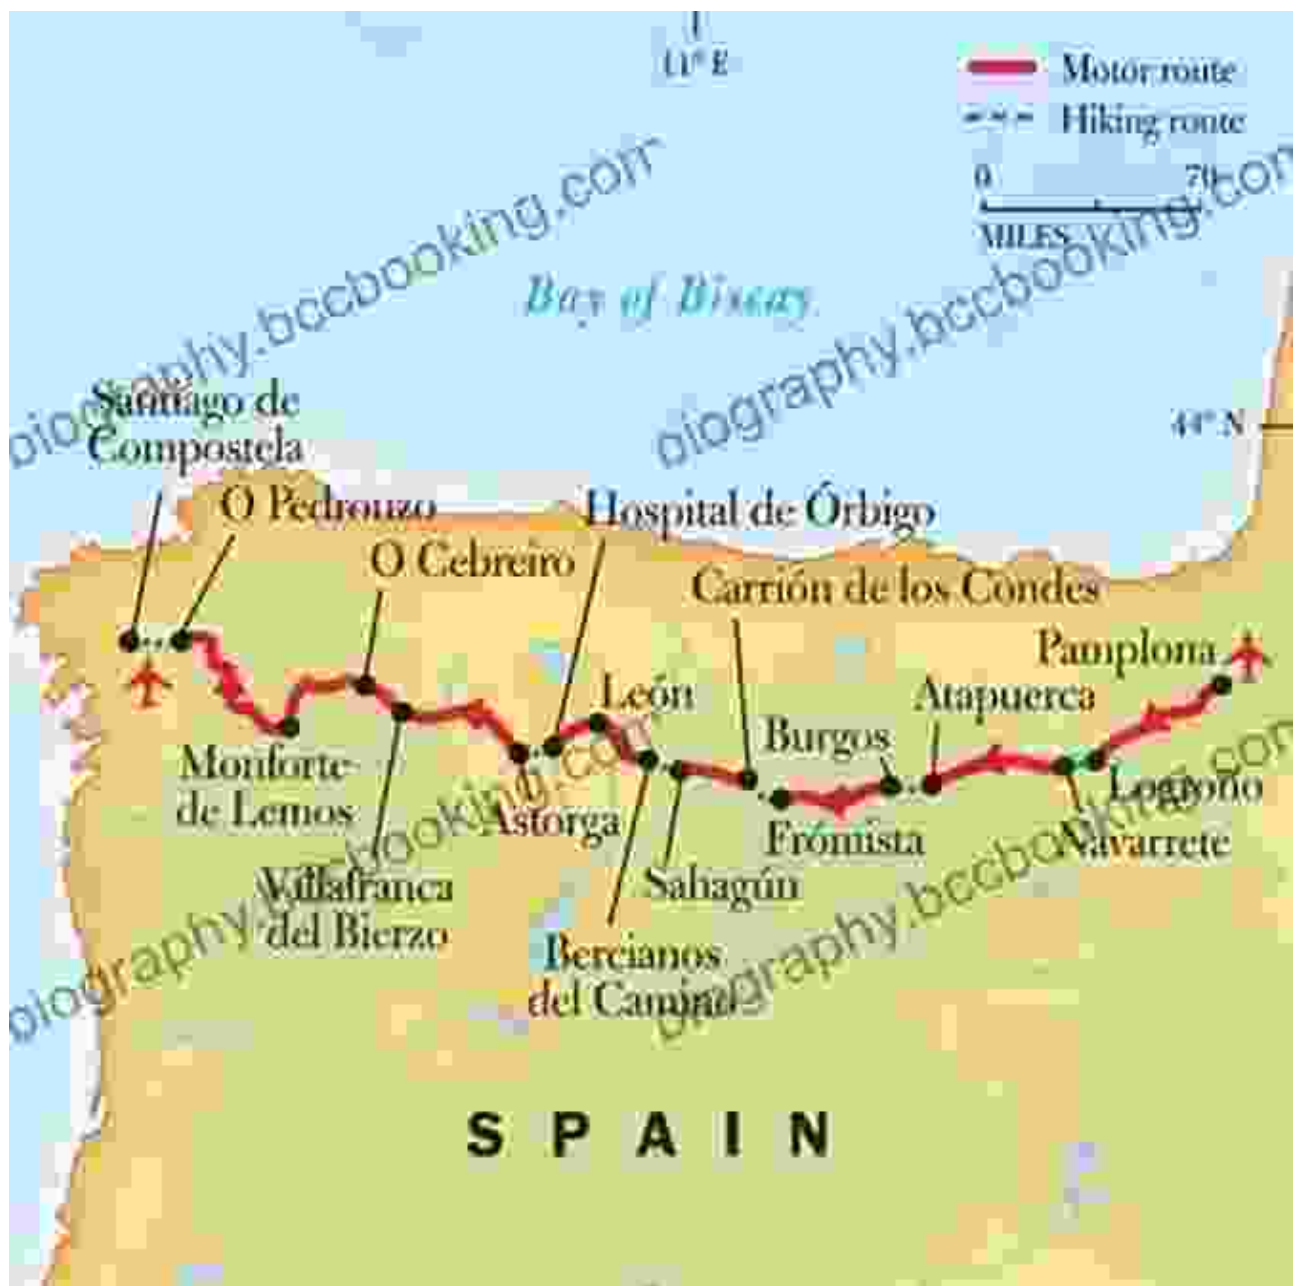 11° E
Motor route
Hiking route
0 70
MILES
biography.bccbooking.com
biography.bccbooking.com
Bay of Biscay
44° N
Santiago de
Compostela
O Pedrouzo
Hospital de Órbigo
O Cebreiro
Carrión de los Condes
Pamplona
León
Atapuerca
Burgos
Monforte
de Lemos
Logroño
Astorga
Frómista
Navarrete
Villafranca
del Bierzo
Sahagún
Bercianos
del Camino
biography.bccbooking.com
biography.bccbooking.com
S P A I N